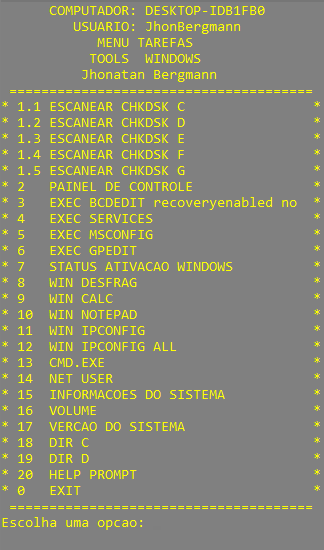 COMPUTADOR: DESKTOP-IDB1FB0
USUARIO: JhonBergmann
MENU TAREFAS
TOOLS WINDOWS
Jhonatan Bergmann
======================================
* 1.1 ESCANEAR CHKDSK C *
* 1.2 ESCANEAR CHKDSK D *
* 1.3 ESCANEAR CHKDSK E *
* 1.4 ESCANEAR CHKDSK F *
* 1.5 ESCANEAR CHKDSK G *
* 2 PAINEL DE CONTROLE *
* 3 EXEC BCDEDIT recoveryenabled no *
* 4 EXEC SERVICES *
* 5 EXEC MSCONFIG *
* 6 EXEC GPEDIT *
* 7 STATUS ATIVACAO WINDOWS *
* 8 WIN DESFRAG *
* 9 WIN CALC *
* 10 WIN NOTEPAD *
* 11 WIN IPCONFIG *
* 12 WIN IPCONFIG ALL *
* 13 CMD.EXE *
* 14 NET USER *
* 15 INFORMACOES DO SISTEMA *
* 16 VOLUME *
* 17 VERCAO DO SISTEMA *
* 18 DIR C *
* 19 DIR D *
* 20 HELP PROMPT *
* 0 EXIT *
======================================
Escolha uma opcao: